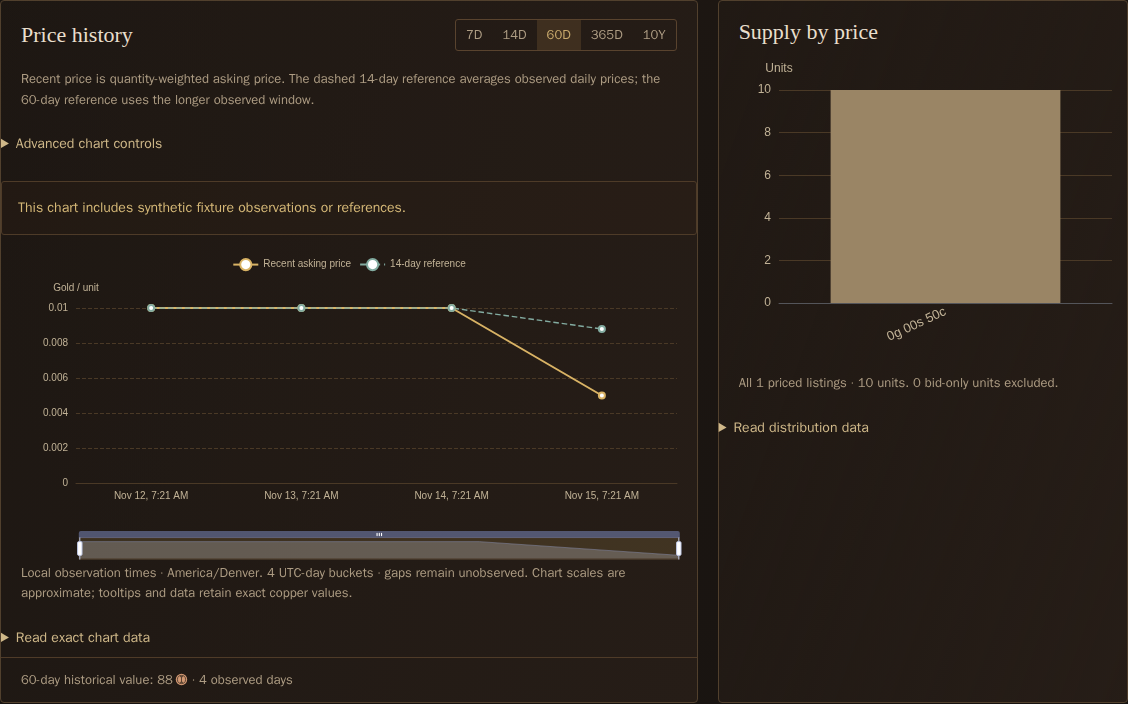 Price history
7D 14D 60D 365D 10Y
Recent price is quantity-weighted asking price. The dashed 14-day reference averages observed daily prices; the
60-day reference uses the longer observed window.
Advanced chart controls
This chart includes synthetic fixture observations or references.
Recent asking price 14-day reference
Gold / unit
0.01
0.008
0.006
0.004
0.002
0
Nov 12, 7:21 AM Nov 13, 7:21 AM Nov 14, 7:21 AM Nov 15, 7:21 AM
Local observation times · America/Denver. 4 UTC-day buckets · gaps remain unobserved. Chart scales are
approximate; tooltips and data retain exact copper values.
Read exact chart data
60-day historical value: 88 · 4 observed days
Supply by price
Units
10
8
6
4
2
0
0g 00s 50c
All 1 priced listings · 10 units. 0 bid-only units excluded.
Read distribution data